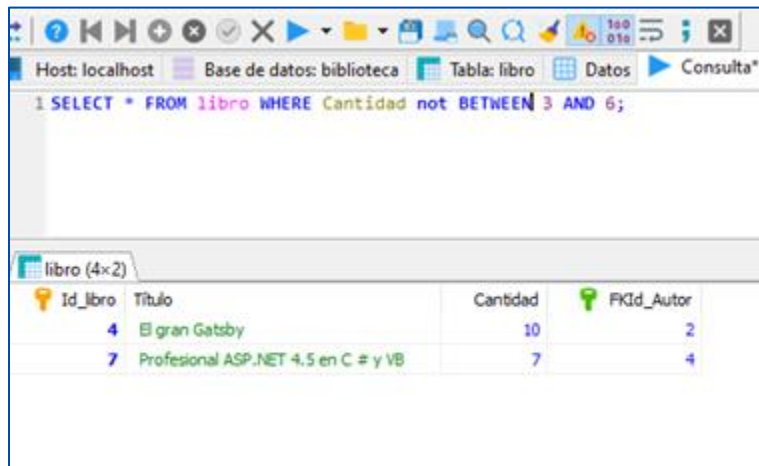 Host: localhost Base de datos: biblioteca Tabla: libro Datos Consulta*
1 SELECT * FROM libro WHERE Cantidad not BETWEEN 3 AND 6;
libro (4×2)
Id_libro Título Cantidad FKId_Autor
4 El gran Gatsby 10 2
7 Profesional ASP.NET 4.5 en C # y VB 7 4